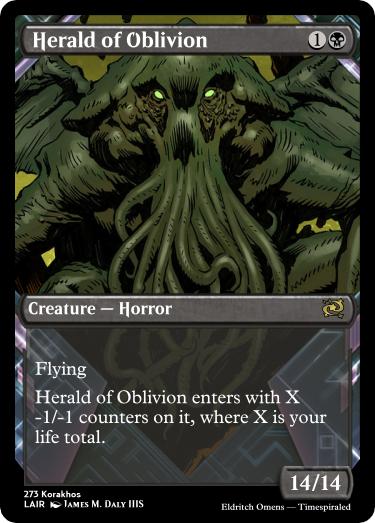 Herald of Oblivion 1
Creature — Horror
Flying
Herald of Oblivion enters with X
-1/-1 counters on it, where X is your
life total.
14/14
273 Korakhos
LAIR James M. Daly IIIS
Eldritch Omens — Timespiraled